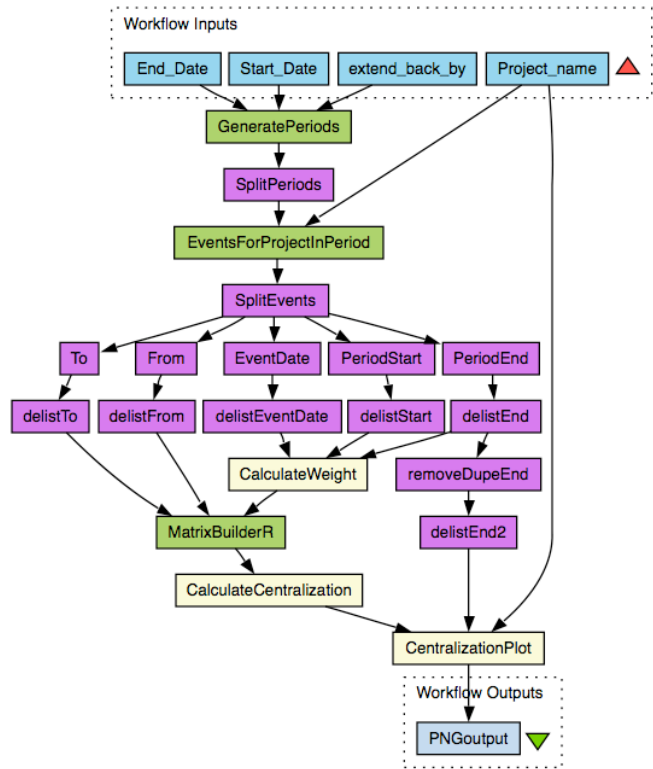 Workflow Inputs
End_Date
Start_Date
extend_back_by
Project_name
GeneratePeriods
SplitPeriods
EventsForProjectInPeriod
SplitEvents
To
From
EventDate
PeriodStart
PeriodEnd
delistTo
delistFrom
delistEventDate
delistStart
delistEnd
CalculateWeight
removeDupeEnd
MatrixBuilderR
delistEnd2
CalculateCentralization
CentralizationPlot
Workflow Outputs
PNGoutput